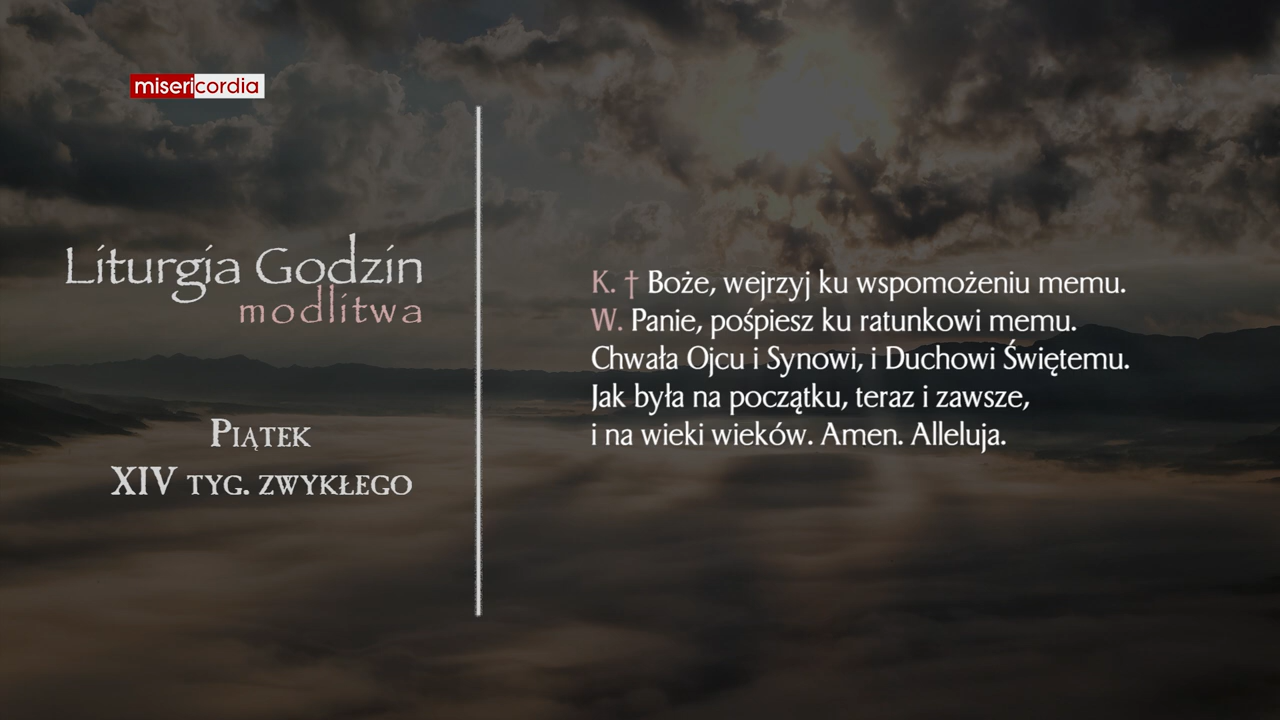 misericordia
Liturgia Godzin
modlitwa
Piątek
XIV tyg. zwykłego
K. † Boże, wejrzyj ku wspomożeniu memu.
W. Panie, pośpiesz ku ratunkowi memu.
Chwała Ojcu i Synowi, i Duchowi Świętemu.
Jak była na początku, teraz i zawsze,
i na wieki wieków. Amen. Alleluja.